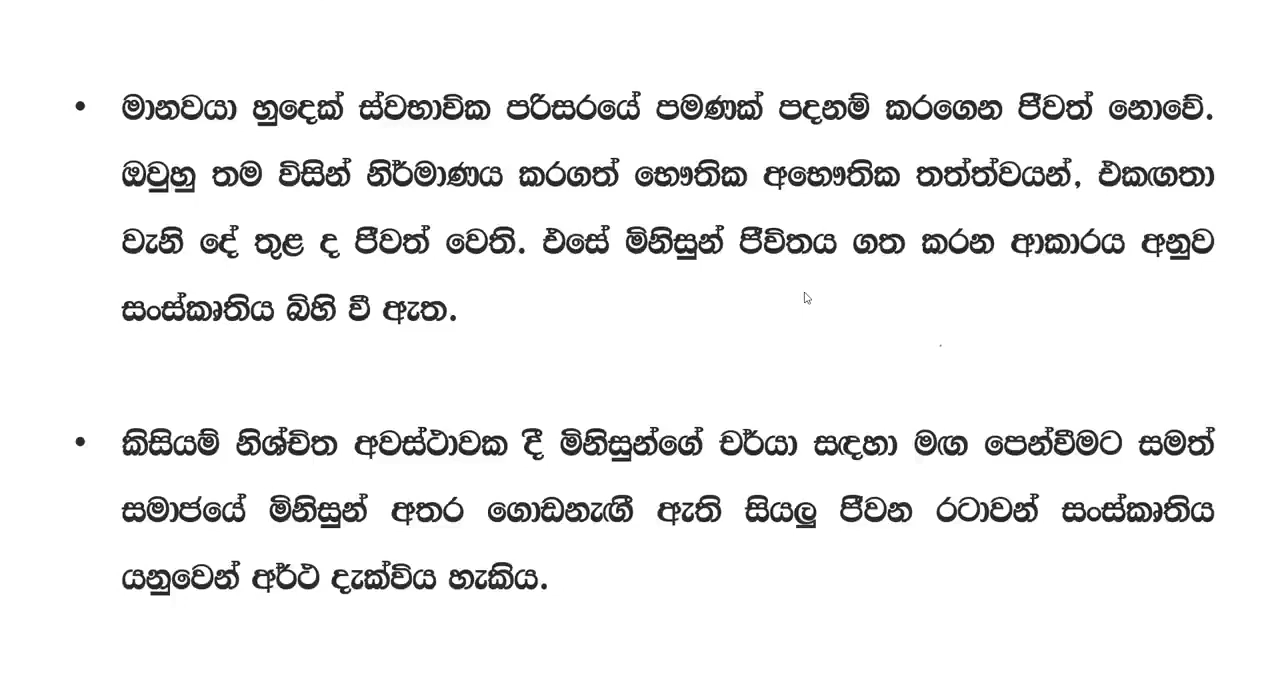 • මානවයා හුදෙක් ස්වභාවික පරිසරයේ පමණක් පදනම් කරගෙන ජීවත් නොවේ.
ඔවුහු තම විසින් නිර්මාණය කරගත් භෞතික අභෞතික තත්ත්වයන්, එකඟතා
වැනි දේ තුළ ද ජීවත් වෙති. එසේ මිනිසුන් ජීවිතය ගත කරන ආකාරය අනුව
සංස්කෘතිය බිහි වී ඇත.
• කිසියම් නිශ්චිත අවස්ථාවක දී මිනිසුන්ගේ චර්යා සඳහා මඟ පෙන්වීමට සමත්
සමාජයේ මිනිසුන් අතර ගොඩනැඟී ඇති සියලු ජීවන රටාවන් සංස්කෘතිය
යනුවෙන් අර්ථ දැක්විය හැකිය.